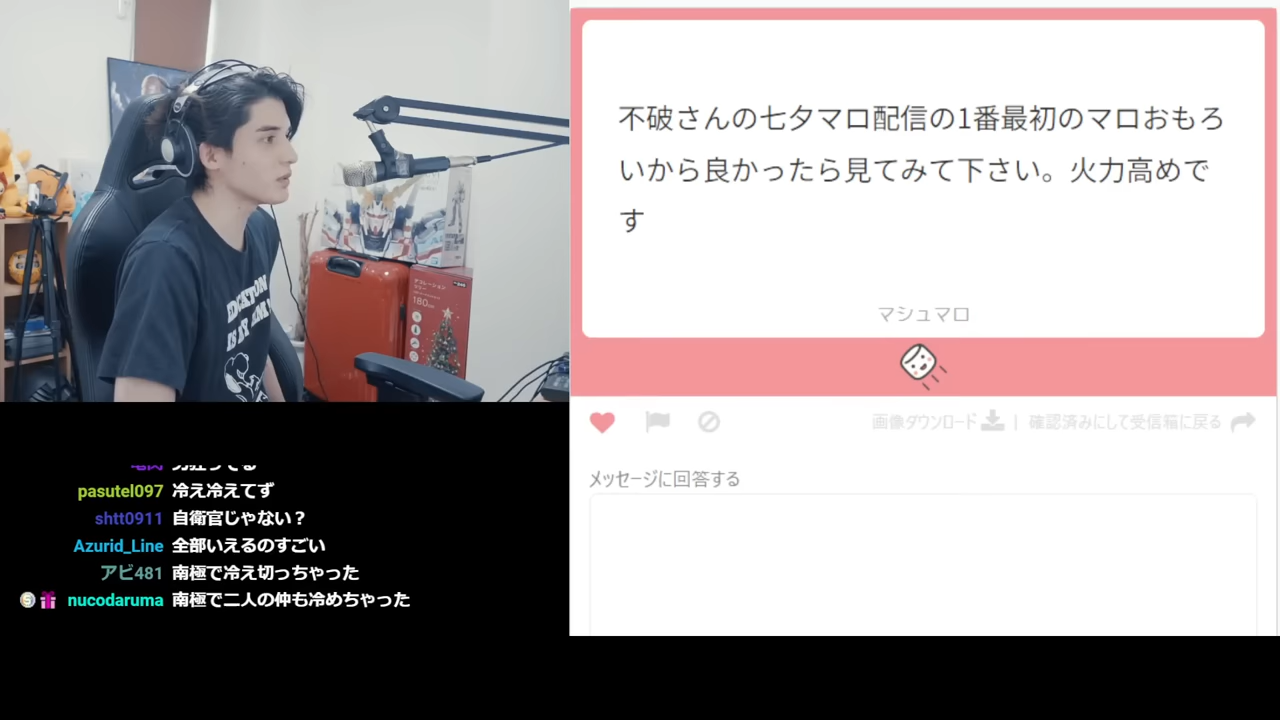 不破さんの七夕マロ配信の1番最初のマロおもろ
いから良かったら見てみて下さい。火力高めで
す
マシュマロ
画像ダウンロード | 確認済みにして受信箱に戻る
メッセージに回答する
180cm
pasutel097 冷え冷えてず
shtt0911 自衛官じゃない？
Azurid_Line 全部いえるのすごい
アビ481 南極で冷え切っちゃった
nucodaruma 南極で二人の仲も冷めちゃった